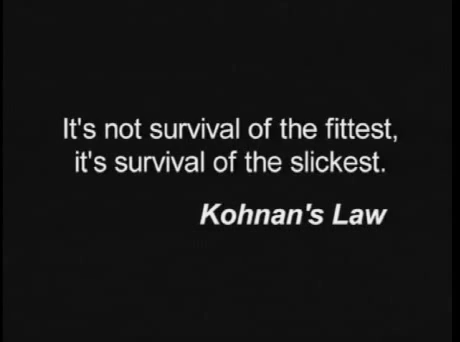 It's not survival of the fittest,
it's survival of the slickest.
Kohnan's Law